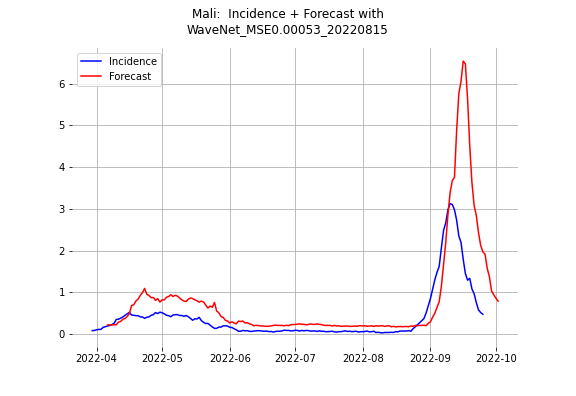 Mali:  Incidence + Forecast with
WaveNet_MSE0.00053_20220815
Incidence
Forecast
6
5
4
3
2
1
0
2022-04 2022-05 2022-06 2022-07 2022-08 2022-09 2022-10